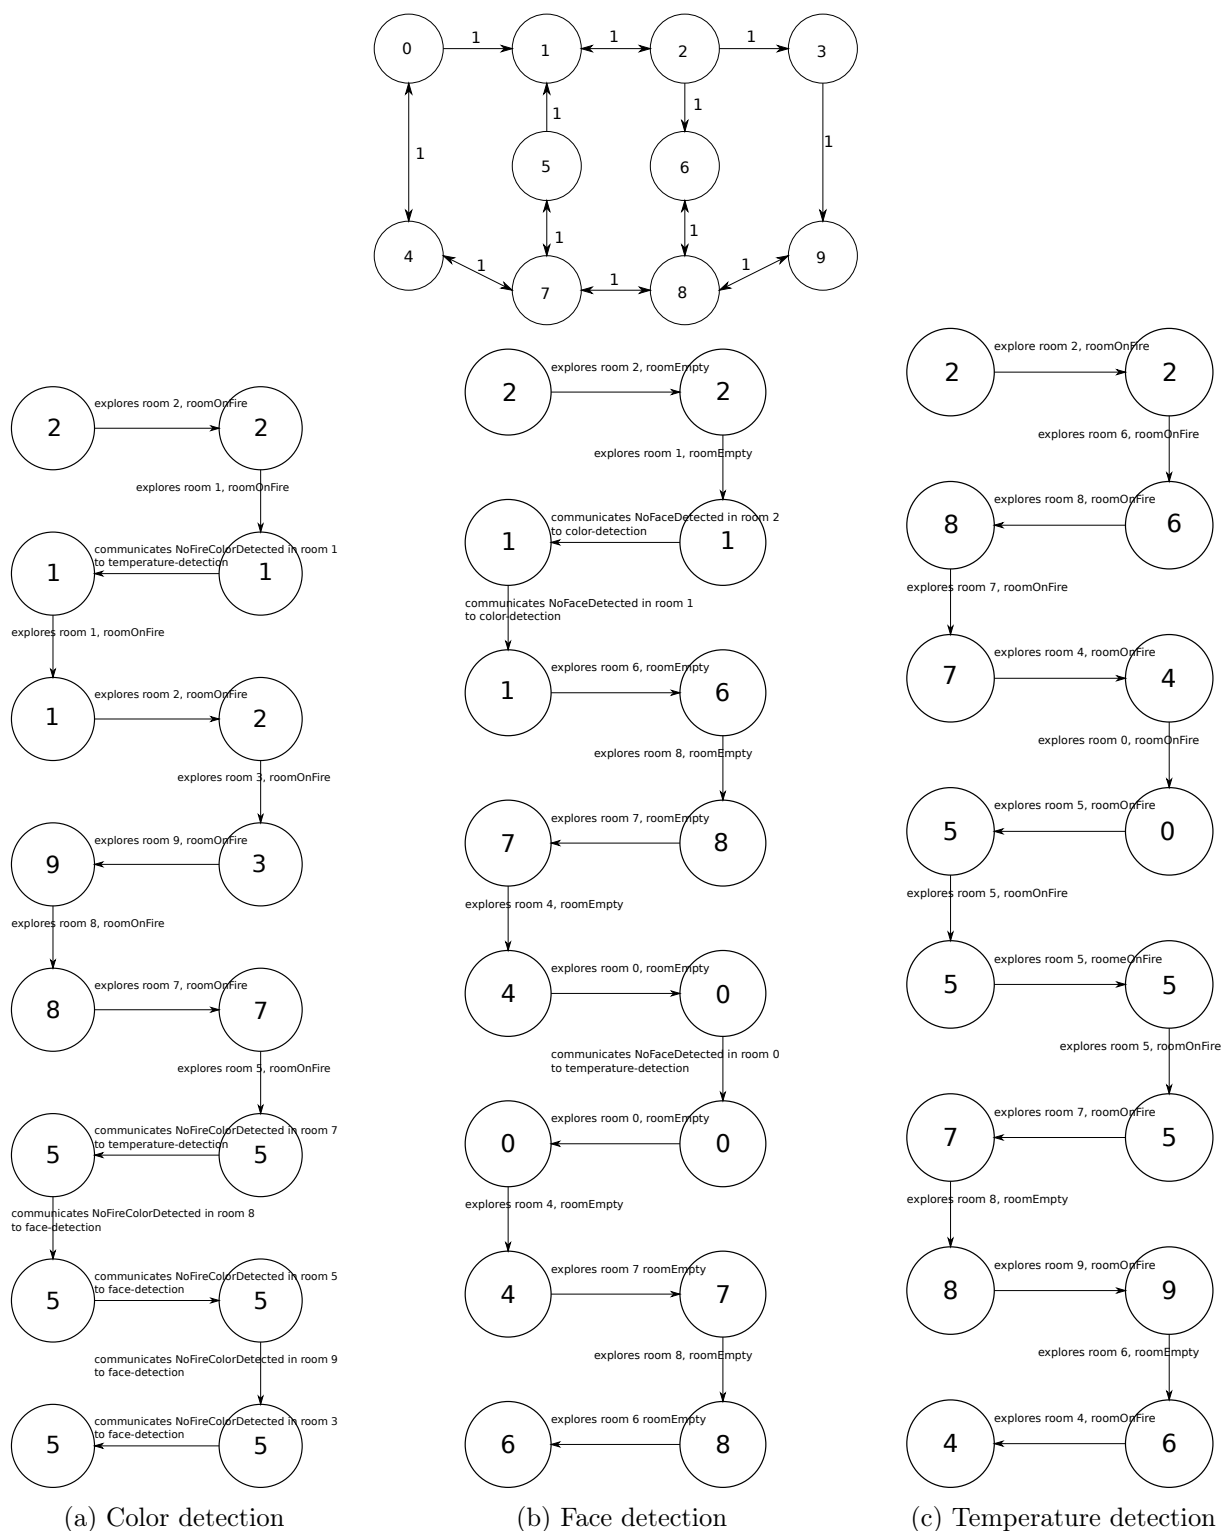 0
1
1
1
2
1
3
1
1
1
1
5
6
1
1
4
1
7
1
8
1
9
2
explores room 2, roomOnFire
2
explores room 1, roomOnFire
1
communicates NoFireColorDetected in room 1
to temperature-detection
1
explores room 1, roomOnFire
1
explores room 2, roomOnFire
2
explores room 3, roomOnFire
3
explores room 9, roomOnFire
9
explores room 8, roomOnFire
8
explores room 7, roomOnFire
7
explores room 5, roomOnFire
5
communicates NoFireColorDetected in room 7
to temperature-detection
5
communicates NoFireColorDetected in room 8
to face-detection
5
communicates NoFireColorDetected in room 5
to face-detection
5
communicates NoFireColorDetected in room 9
to face-detection
5
communicates NoFireColorDetected in room 3
to face-detection
5
(a) Color detection
2
explores room 2, roomEmpty
2
explores room 1, roomEmpty
1
communicates NoFaceDetected in room 2
to color-detection
1
communicates NoFaceDetected in room 1
to color-detection
1
explores room 6, roomEmpty
6
explores room 8, roomEmpty
8
explores room 7, roomEmpty
7
explores room 4, roomEmpty
4
explores room 0, roomEmpty
0
communicates NoFaceDetected in room 0
to temperature-detection
0
explores room 0, roomEmpty
0
explores room 4, roomEmpty
4
explores room 7 roomEmpty
7
explores room 8, roomEmpty
8
explores room 6 roomEmpty
6
(b) Face detection
2
explore room 2, roomOnFire
2
explores room 6, roomOnFire
6
explores room 8, roomOnFire
8
explores room 7, roomOnFire
7
explores room 4, roomOnFire
4
explores room 0, roomOnFire
0
explores room 5, roomOnFire
5
explores room 5, roomOnFire
5
explores room 5, roomeOnFire
5
explores room 5, roomOnFire
5
explores room 7, roomOnFire
7
explores room 8, roomEmpty
8
explores room 9, roomOnFire
9
explores room 6, roomEmpty
6
explores room 4, roomOnFire
4
(c) Temperature detection